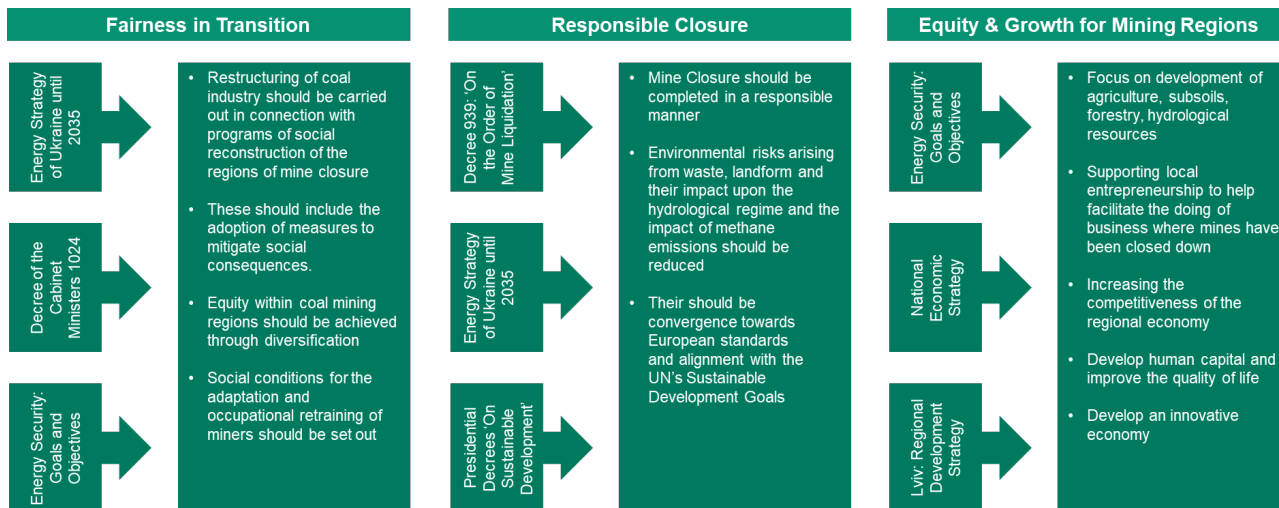 Fairness in Transition
Energy Strategy
of Ukraine until
2035
Decree of the
Cabinet
Ministers 1024
Energy Security:
Goals and
Objectives
• Restructuring of coal
industry should be carried
out in connection with
programs of social
reconstruction of the
regions of mine closure
• These should include the
adoption of measures to
mitigate social
consequences.
• Equity within coal mining
regions should be achieved
through diversification
• Social conditions for the
adaptation and
occupational retraining of
miners should be set out
Responsible Closure
Decree 939: ‘On
the Order of
Mine Liquidation’
Energy Strategy
of Ukraine until
2035
Presidential
Decrees ‘On
Sustainable
Development’
• Mine Closure should be
completed in a responsible
manner
• Environmental risks arising
from waste, landform and
their impact upon the
hydrological regime and the
impact of methane
emissions should be
reduced
• Their should be
convergence towards
European standards
and alignment with the
UN’s Sustainable
Development Goals
Equity & Growth for Mining Regions
Energy Security:
Goals and
Objectives
National
Economic
Strategy
Lviv: Regional
Development
Strategy
• Focus on development of
agriculture, subsoils,
forestry, hydrological
resources
• Supporting local
entrepreneurship to help
facilitate the doing of
business where mines have
been closed down
• Increasing the
competitiveness of the
regional economy
• Develop human capital and
improve the quality of life
• Develop an innovative
economy